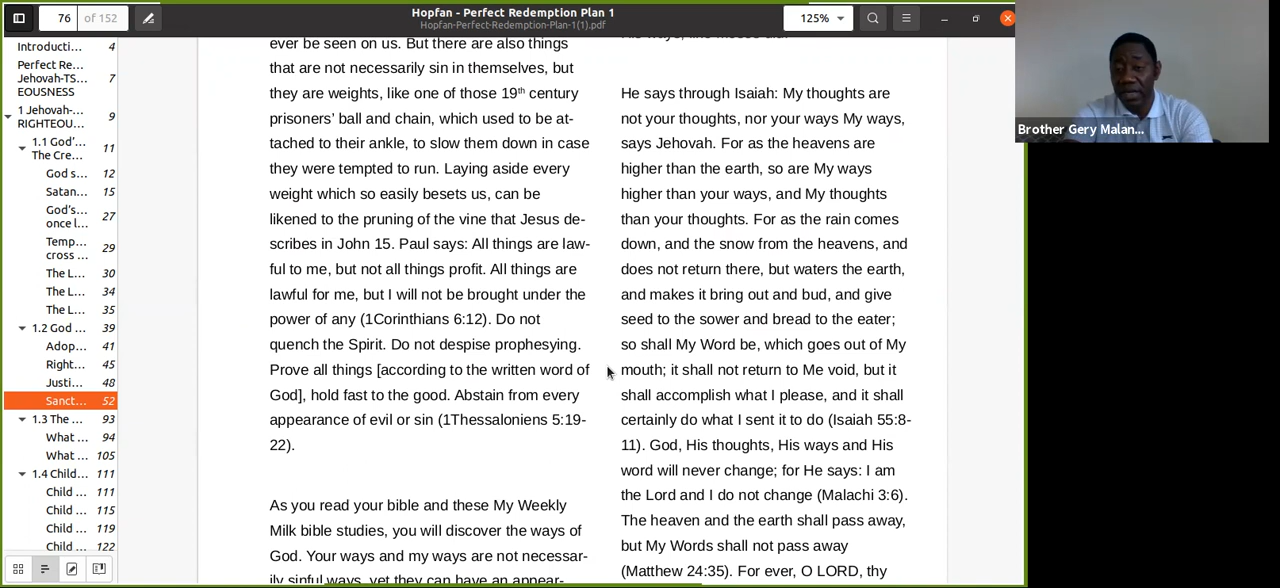 76
of 152
Hopfan - Perfect Redemption Plan 1
Hopfan-Perfect-Redemption-Plan-1(1).pdf
125%
Introducti... 4
Perfect Re...
Jehovah-TS... 7
EOUSNESS
1 Jehovah-...
RIGHTEOU... 9
1.1 God'...
The Cre... 11
God s... 12
Satan... 15
God's...
once l... 27
Temp...
cross ... 29
The L... 30
The L... 34
The L... 35
1.2 God ... 39
Adop... 41
Right... 45
Justi... 48
Sanct... 52
1.3 The ... 93
What ... 94
What ... 105
1.4 Child... 111
Child ... 111
Child ... 115
Child ... 119
Child ... 122
ever be seen on us. But there are also things
that are not necessarily sin in themselves, but
they are weights, like one of those 19th century
prisoners' ball and chain, which used to be at-
tached to their ankle, to slow them down in case
they were tempted to run. Laying aside every
weight which so easily besets us, can be
likened to the pruning of the vine that Jesus de-
scribes in John 15. Paul says: All things are law-
ful to me, but not all things profit. All things are
lawful for me, but I will not be brought under the
power of any (1Corinthians 6:12). Do not
quench the Spirit. Do not despise prophesying.
Prove all things [according to the written word of
God], hold fast to the good. Abstain from every
appearance of evil or sin (1Thessaloniens 5:19-
22).
As you read your bible and these My Weekly
Milk bible studies, you will discover the ways of
God. Your ways and my ways are not necessar-
ily sinful ways, yet they can have an appear-
He says through Isaiah: My thoughts are
not your thoughts, nor your ways My ways,
says Jehovah. For as the heavens are
higher than the earth, so are My ways
higher than your ways, and My thoughts
than your thoughts. For as the rain comes
down, and the snow from the heavens, and
does not return there, but waters the earth,
and makes it bring out and bud, and give
seed to the sower and bread to the eater;
so shall My Word be, which goes out of My
mouth; it shall not return to Me void, but it
shall accomplish what I please, and it shall
certainly do what I sent it to do (Isaiah 55:8-
11). God, His thoughts, His ways and His
word will never change; for He says: I am
the Lord and I do not change (Malachi 3:6).
The heaven and the earth shall pass away,
but My Words shall not pass away
(Matthew 24:35). For ever, O LORD, thy
Brother Gery Malan...